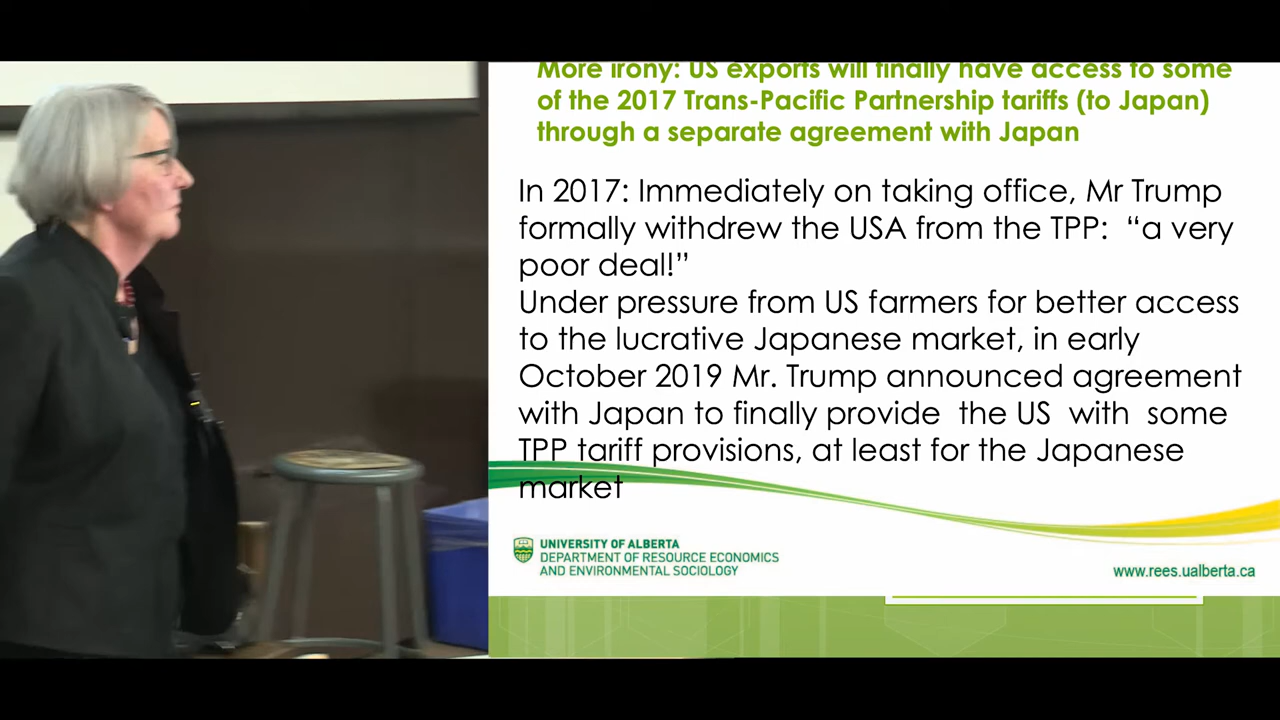 More irony: US exports will finally have access to some
of the 2017 Trans-Pacific Partnership tariffs (to Japan)
through a separate agreement with Japan
In 2017: Immediately on taking office, Mr Trump
formally withdrew the USA from the TPP: “a very
poor deal!”
Under pressure from US farmers for better access
to the lucrative Japanese market, in early
October 2019 Mr. Trump announced agreement
with Japan to finally provide the US with some
TPP tariff provisions, at least for the Japanese
market
UNIVERSITY OF ALBERTA
DEPARTMENT OF RESOURCE ECONOMICS
AND ENVIRONMENTAL SOCIOLOGY
www.rees.ualberta.ca